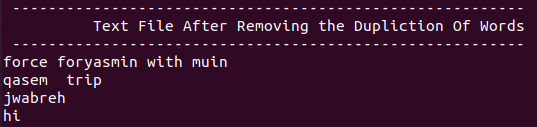 ----------------------------------------------------------
Text File After Removing the Dupliction Of Words
----------------------------------------------------------
force foryasmin with muin
qasem  trip
jwabreh
hi